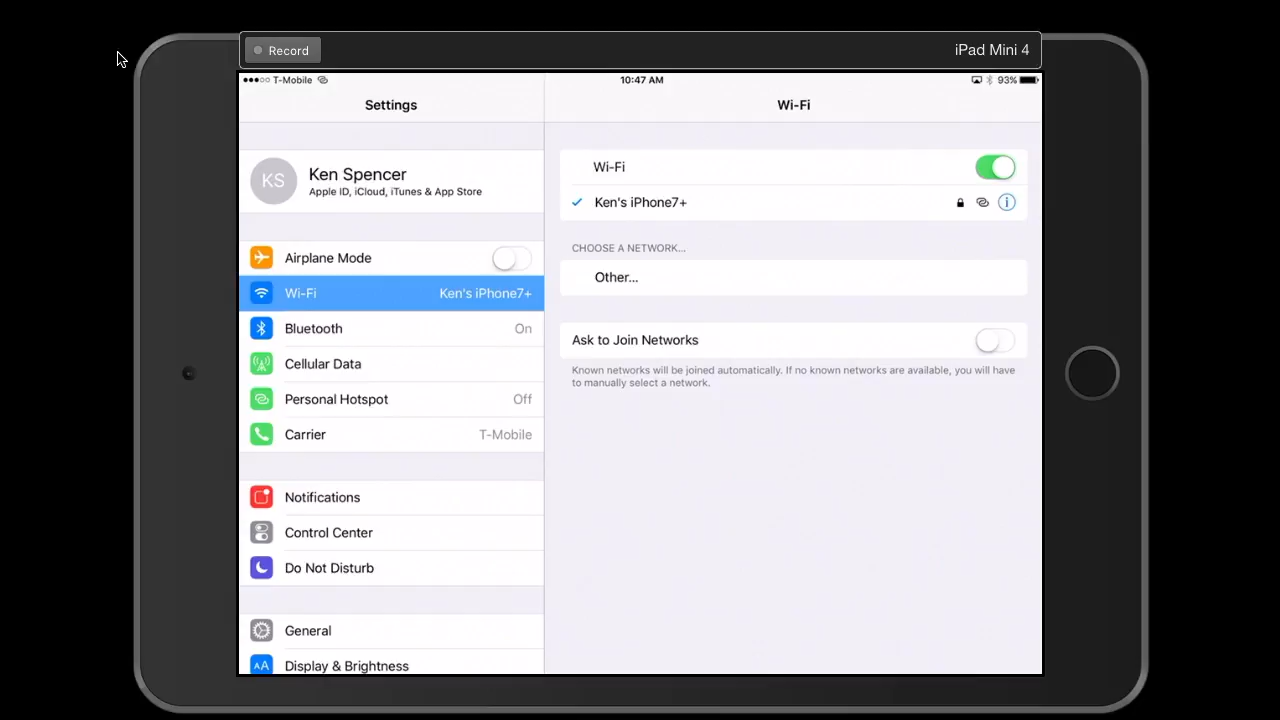 Record
iPad Mini 4
T-Mobile
10:47 AM
93%
Settings
Wi-Fi
KS
Ken Spencer
Apple ID, iCloud, iTunes & App Store
Airplane Mode
Wi-Fi Ken's iPhone7+
Bluetooth On
Cellular Data
Personal Hotspot Off
Carrier T-Mobile
Notifications
Control Center
Do Not Disturb
General
AA Display & Brightness
Wi-Fi
Ken's iPhone7+
CHOOSE A NETWORK...
Other...
Ask to Join Networks
Known networks will be joined automatically. If no known networks are available, you will have
to manually select a network.